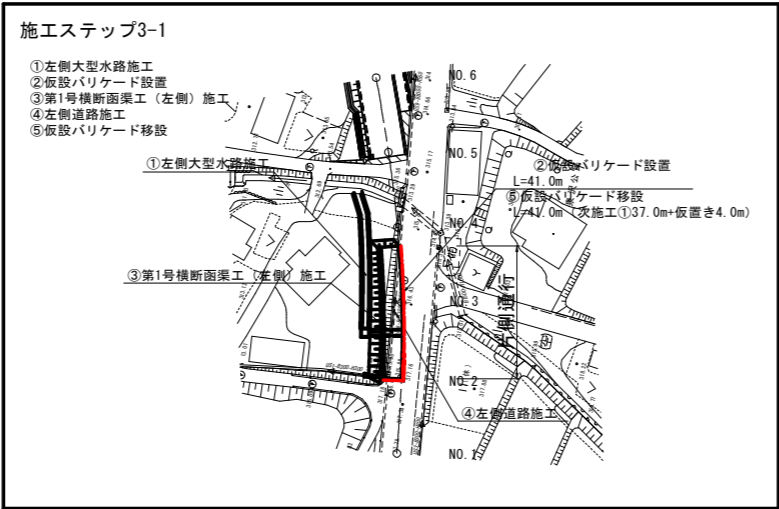 施工ステップ3-1
①左側大型水路施工
②仮設バリケード設置
③第1号横断函渠工（左側）施工
④左側道路施工
⑤仮設バリケード移設
NO.6
NO.5
①左側大型水路施工
②仮設バリケード設置
L=41.0m
⑤仮設バリケード移設
L=41.0m（次施工①37.0m+仮置き4.0m）
NO.4
③第1号横断函渠工（左側）施工
NO.3
片側通行
NO.2
④左側道路施工
NO.1